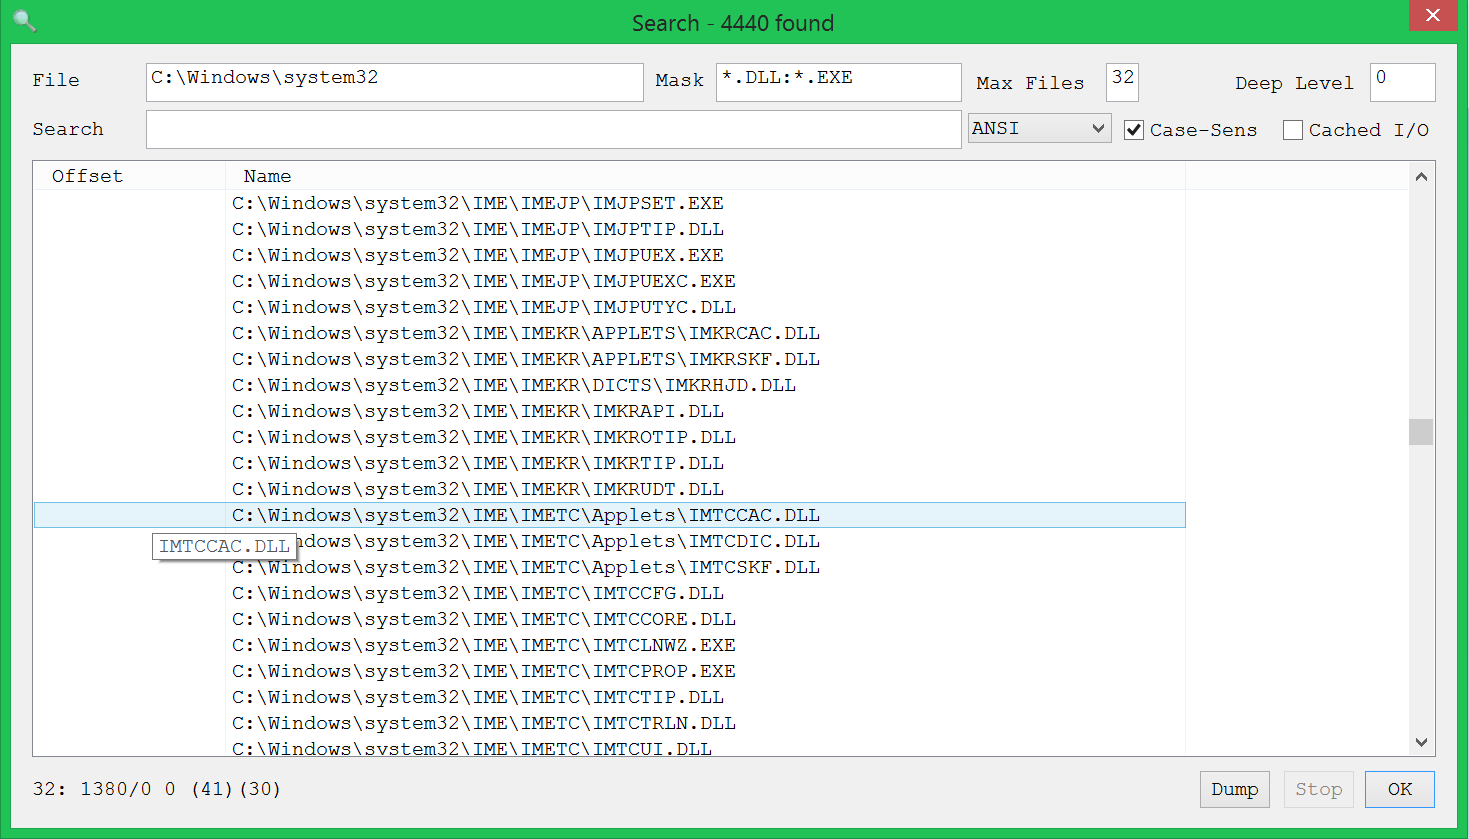 Search - 4440 found
File C:\Windows\system32 Mask *.DLL:*.EXE Max Files 32 Deep Level 0
Search ANSI Case-Sens Cached I/O
Offset Name
C:\Windows\system32\IME\IMEJP\IMJPSET.EXE
C:\Windows\system32\IME\IMEJP\IMJPTIP.DLL
C:\Windows\system32\IME\IMEJP\IMJPUEX.EXE
C:\Windows\system32\IME\IMEJP\IMJPUEXC.EXE
C:\Windows\system32\IME\IMEJP\IMJPUTYC.DLL
C:\Windows\system32\IME\IMEKR\APPLETS\IMKRCAC.DLL
C:\Windows\system32\IME\IMEKR\APPLETS\IMKRSKF.DLL
C:\Windows\system32\IME\IMEKR\DICTS\IMKRHJD.DLL
C:\Windows\system32\IME\IMEKR\IMKRAPI.DLL
C:\Windows\system32\IME\IMEKR\IMKROTIP.DLL
C:\Windows\system32\IME\IMEKR\IMKRTIP.DLL
C:\Windows\system32\IME\IMEKR\IMKRUDT.DLL
C:\Windows\system32\IME\IMETC\Applets\IMTCCAC.DLL
IMTCCAC.DLL ndows\system32\IME\IMETC\Applets\IMTCDIC.DLL
C:\Windows\system32\IME\IMETC\Applets\IMTCSKF.DLL
C:\Windows\system32\IME\IMETC\IMTCCFG.DLL
C:\Windows\system32\IME\IMETC\IMTCCORE.DLL
C:\Windows\system32\IME\IMETC\IMTCLNWZ.EXE
C:\Windows\system32\IME\IMETC\IMTCPROP.EXE
C:\Windows\system32\IME\IMETC\IMTCTIP.DLL
C:\Windows\system32\IME\IMETC\IMTCTRLN.DLL
C:\Windows\system32\IME\IMETC\IMTCUI.DLL
32: 1380/0 0 (41)(30) Dump Stop OK